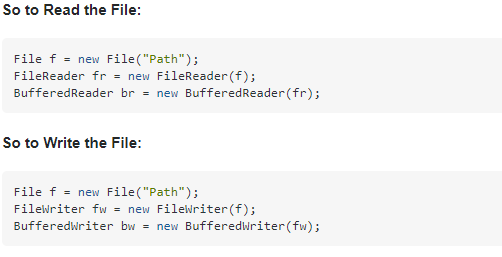 So to Read the File:
File f = new File("Path");
FileReader fr = new FileReader(f);
BufferedReader br = new BufferedReader(fr);
So to Write the File:
File f = new File("Path");
FileWriter fw = new FileWriter(f);
BufferedWriter bw = new BufferedWriter(fw);